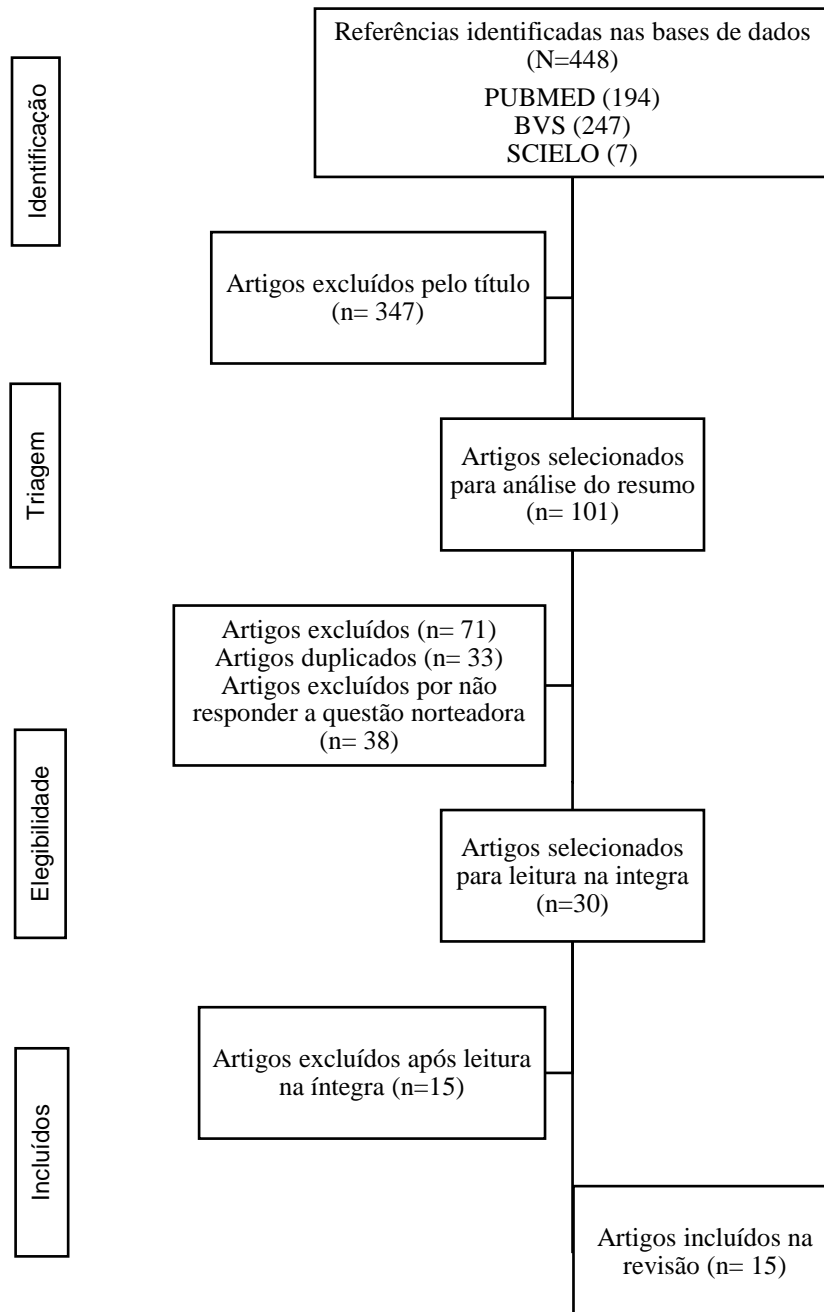 Identificação
Referências identificadas nas bases de dados
(N=448)
PUBMED (194)
BVS (247)
SCIELO (7)
Artigos excluídos pelo título
(n= 347)
Triagem
Artigos selecionados
para análise do resumo
(n= 101)
Artigos excluídos (n= 71)
Artigos duplicados (n= 33)
Artigos excluídos por não
responder a questão norteadora
(n= 38)
Elegibilidade
Artigos selecionados
para leitura na integra
(n=30)
Artigos excluídos após leitura
na íntegra (n=15)
Incluídos
Artigos incluídos na
revisão (n= 15)